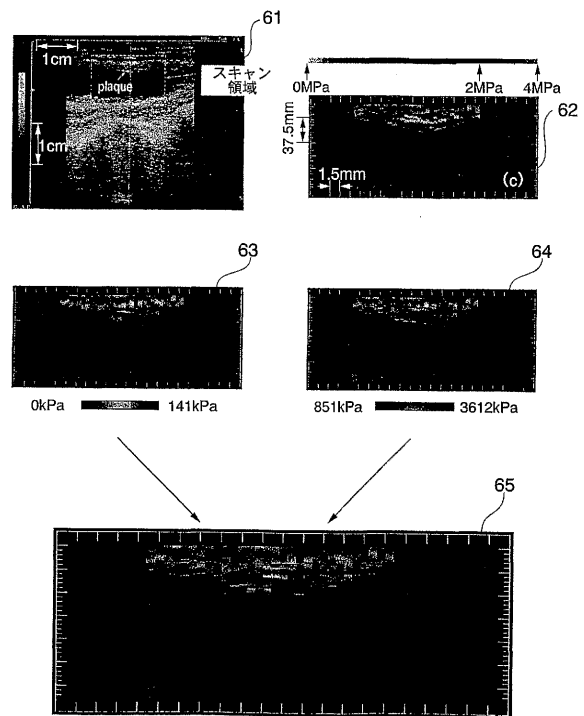 61
1cm
plaque
スキャン
領域
1cm
0MPa
2MPa
4MPa
62
37.5mm
1.5mm
(c)
63
64
0kPa
141kPa
851kPa
3612kPa
65